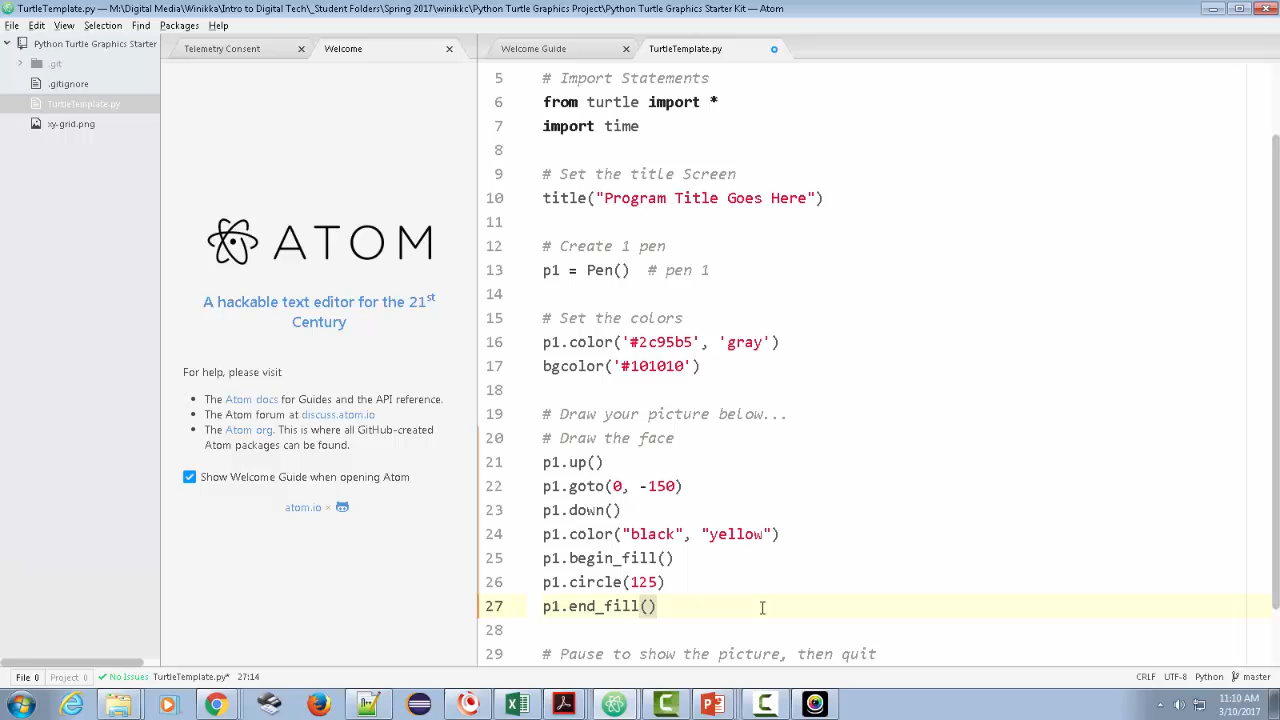 TurtleTemplate.py — M:\Digital Media\Winikka\Intro to Digital Tech\_Student Folders\Spring 2017\winikkc\Python Turtle Graphics Project\Python Turtle Graphics Starter Kit — Atom
File Edit View Selection Find Packages Help
Python Turtle Graphics Starter
.git
.gitignore
TurtleTemplate.py
xy-grid.png
Telemetry Consent
Welcome
ATOM
A hackable text editor for the 21st
Century
For help, please visit
The Atom docs for Guides and the API reference.
The Atom forum at discuss.atom.io
The Atom org. This is where all GitHub-created
Atom packages can be found.
Show Welcome Guide when opening Atom
atom.io ×
Welcome Guide
TurtleTemplate.py
5 # Import Statements
6 from turtle import *
7 import time
8
9 # Set the title Screen
10 title("Program Title Goes Here")
11
12 # Create 1 pen
13 p1 = Pen() # pen 1
14
15 # Set the colors
16 p1.color('#2c95b5', 'gray')
17 bgcolor('#101010')
18
19 # Draw your picture below...
20 # Draw the face
21 p1.up()
22 p1.goto(0, -150)
23 p1.down()
24 p1.color("black", "yellow")
25 p1.begin_fill()
26 p1.circle(125)
27 p1.end_fill()
28
29 # Pause to show the picture, then quit
File 0 Project 0 No Issues TurtleTemplate.py* 27:14 CRLF UTF-8 Python master
11:10 AM
3/10/2017